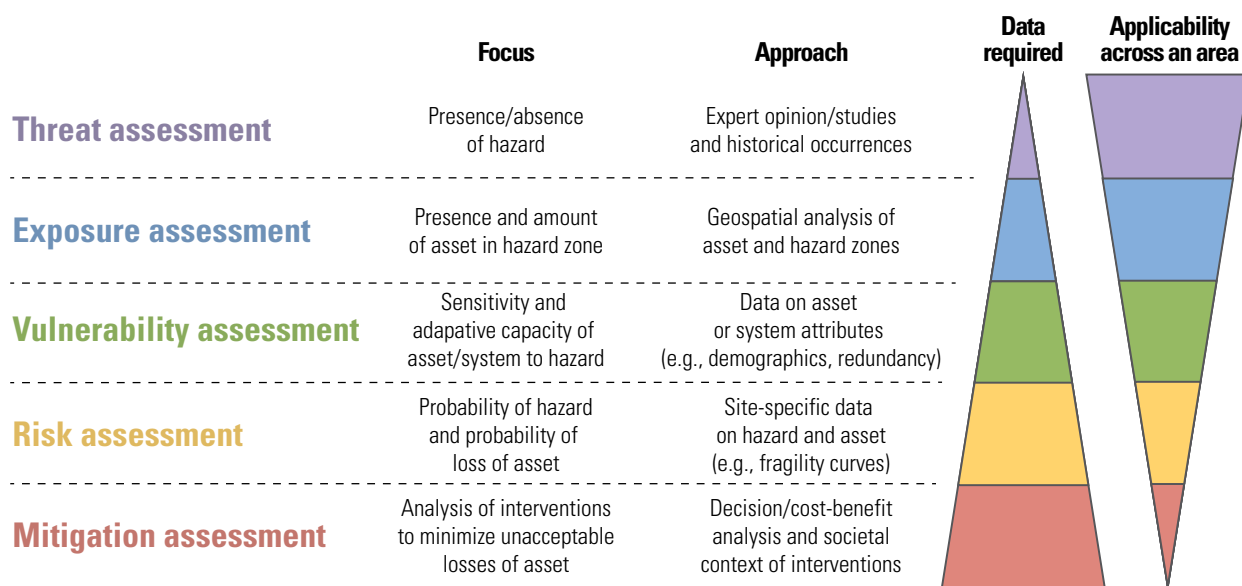 Focus
Approach
Data
required
Applicability
across an area
Threat assessment
Presence/absence
of hazard
Expert opinion/studies
and historical occurrences
Exposure assessment
Presence and amount
of asset in hazard zone
Geospatial analysis of
asset and hazard zones
Vulnerability assessment
Sensitivity and
adaptive capacity of
asset/system to hazard
Data on asset
or system attributes
(e.g., demographics, redundancy)
Risk assessment
Probability of hazard
and probability of
loss of asset
Site-specific data
on hazard and asset
(e.g., fragility curves)
Mitigation assessment
Analysis of interventions
to minimize unacceptable
losses of asset
Decision/cost-benefit
analysis and societal
context of interventions